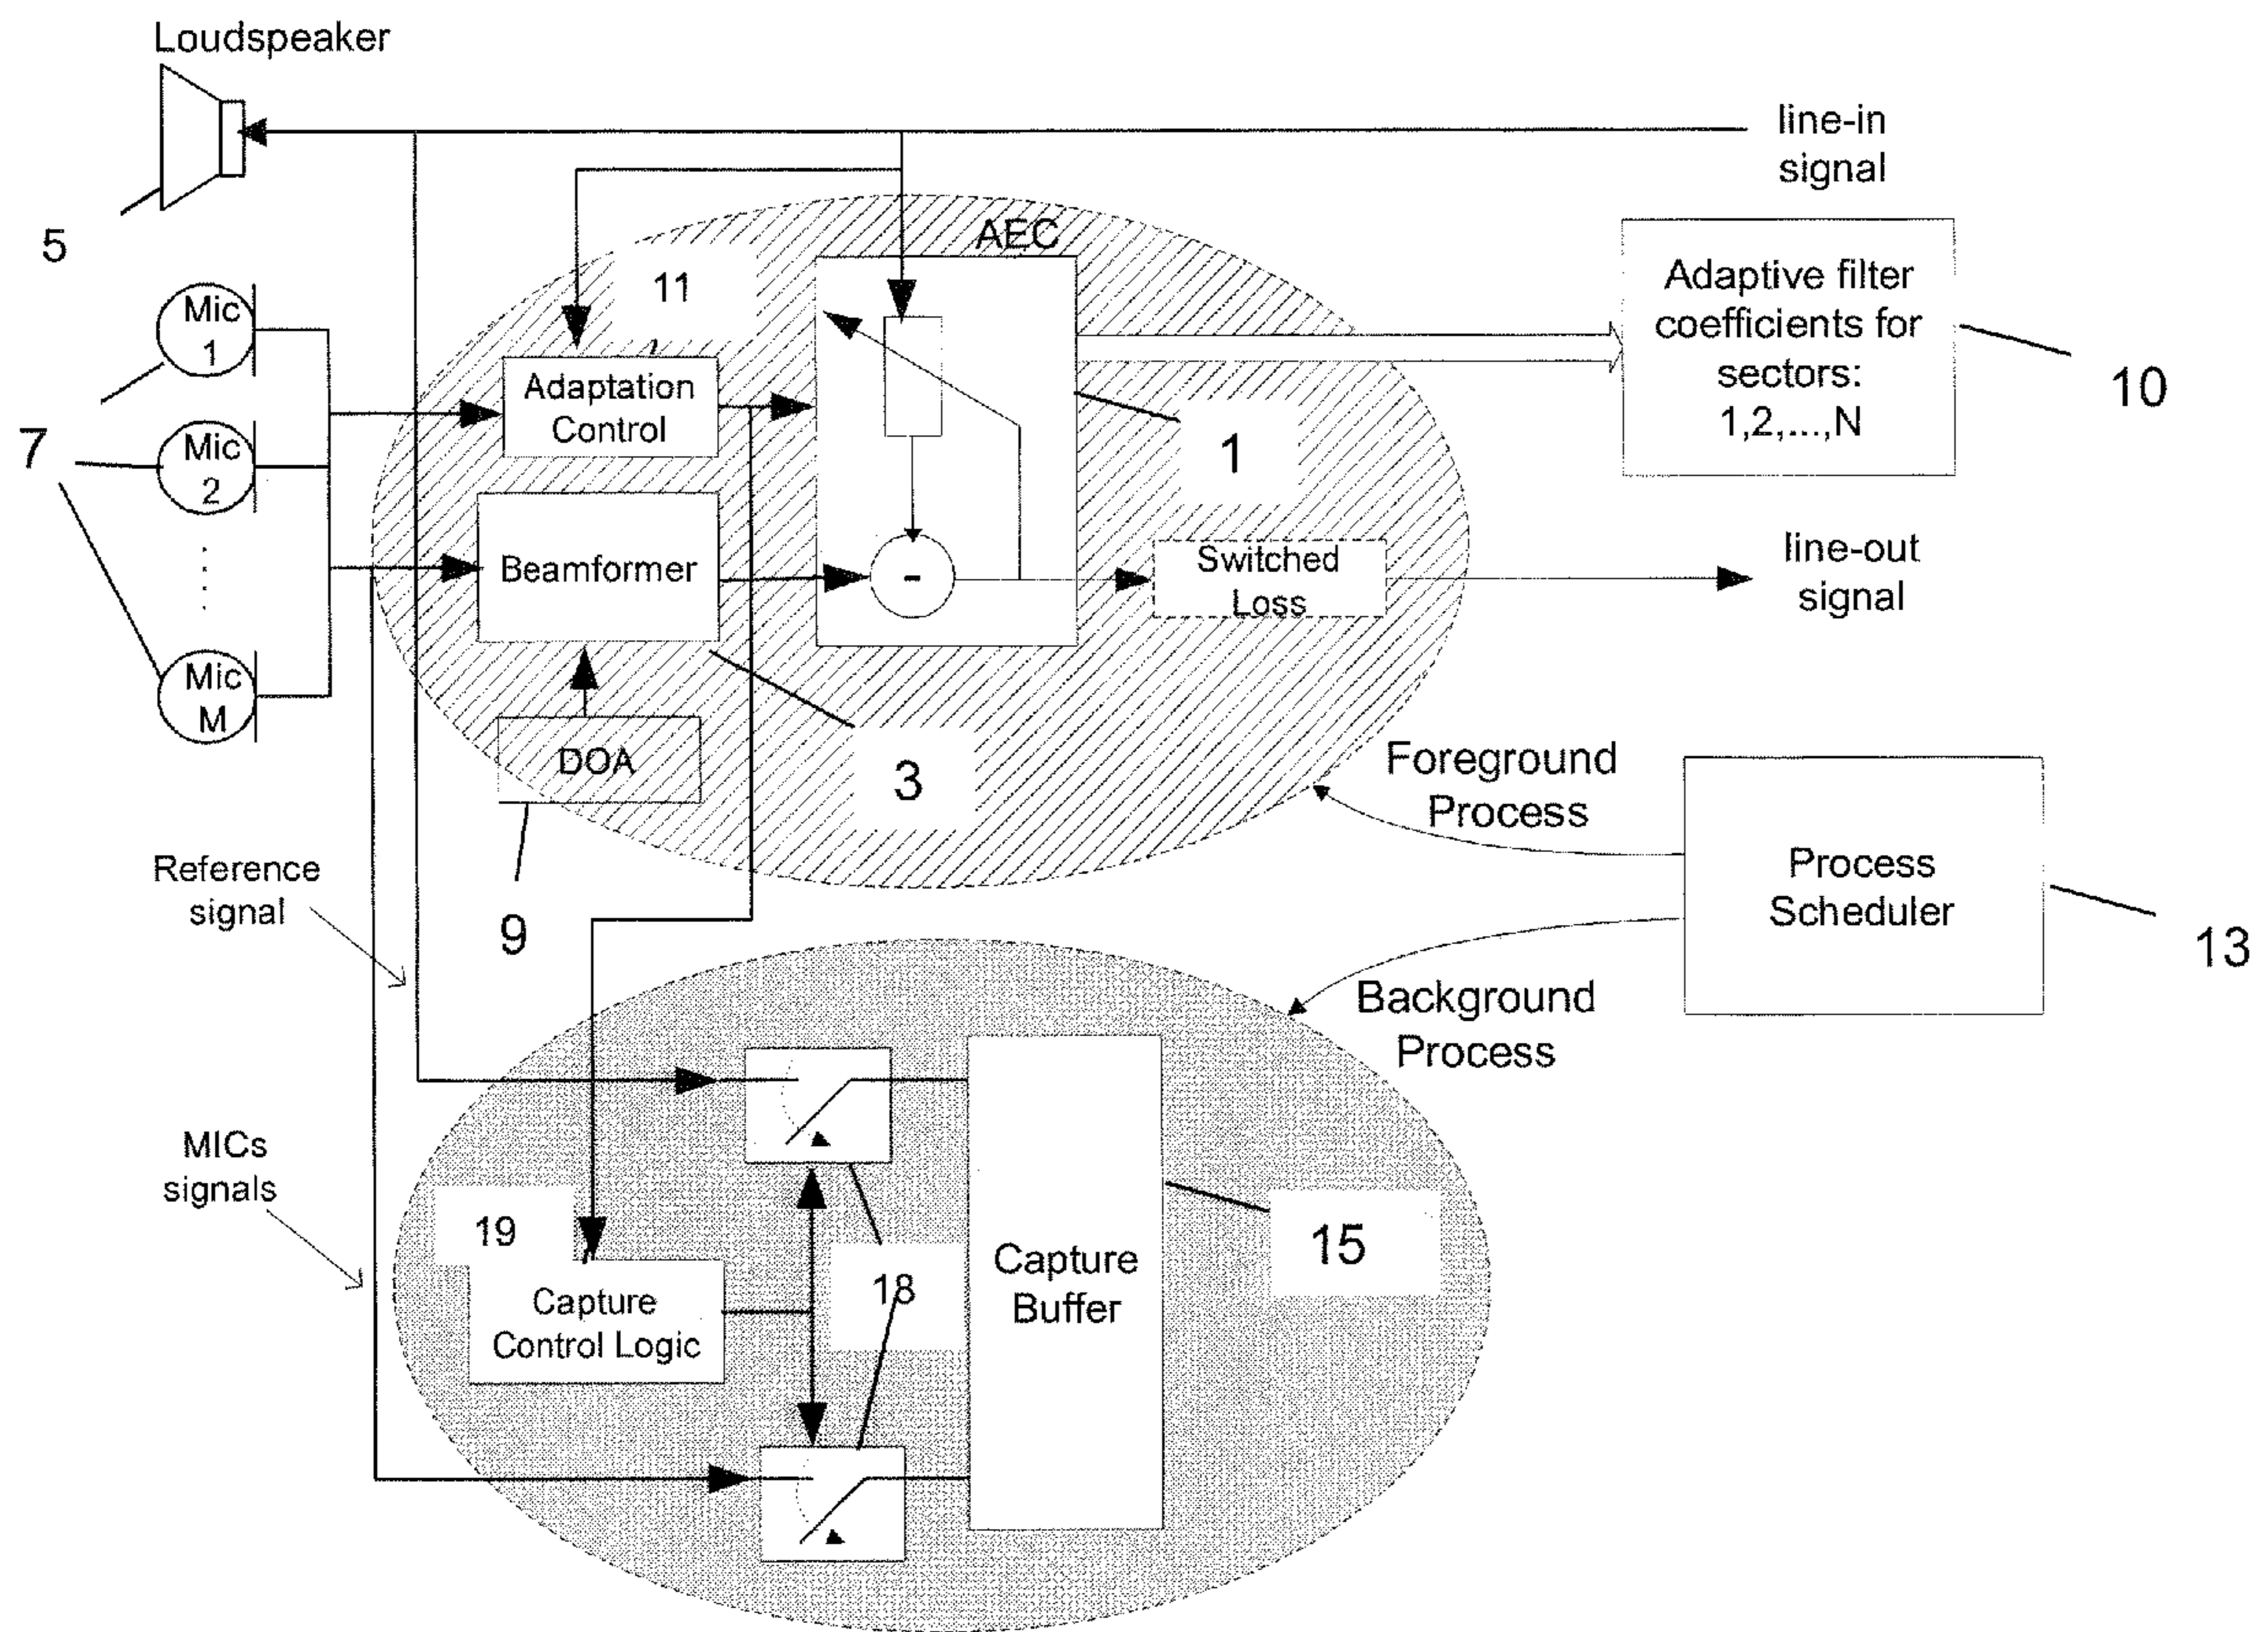 Loudspeaker
line-in
signal
5
AEC
11
Adaptive filter
coefficients for
sectors:
1,2,...,N
10
Mic
1
Adaptation
Control
7
Mic
2
1
Beamformer
-
Switched
Loss
line-out
signal
Mic
M
DOA
3
9
Foreground
Process
Process
Scheduler
13
Reference
signal
Background
Process
MICs
signals
19
Capture
Control Logic
18
Capture
Buffer
15